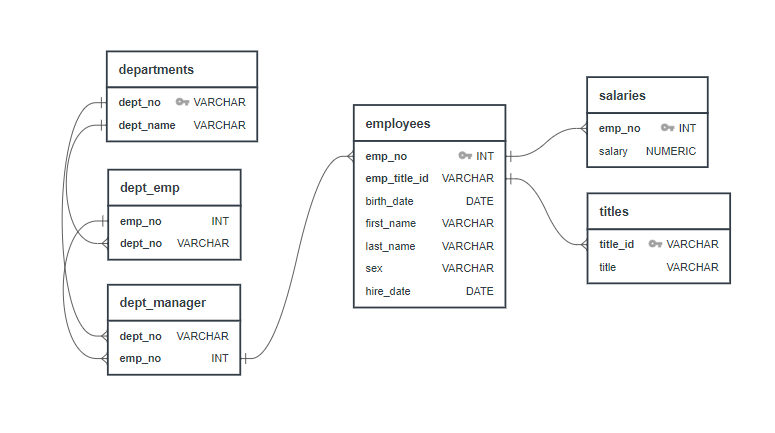 departments
dept_no VARCHAR
dept_name VARCHAR
dept_emp
emp_no INT
dept_no VARCHAR
dept_manager
dept_no VARCHAR
emp_no INT
employees
emp_no INT
emp_title_id VARCHAR
birth_date DATE
first_name VARCHAR
last_name VARCHAR
sex VARCHAR
hire_date DATE
salaries
emp_no INT
salary NUMERIC
titles
title_id VARCHAR
title VARCHAR